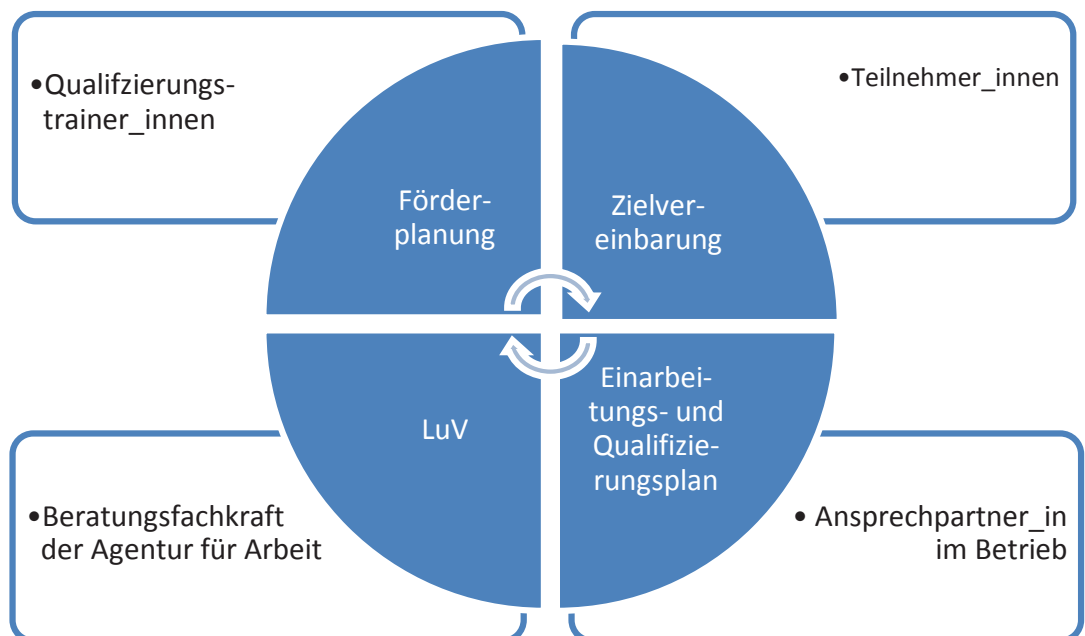 •Qualifzierungs-
trainer_innen
•Teilnehmer_innen
Förder-
planung
Zielver-
einbarung
LuV
Einarbei-
tungs- und
Qualifizie-
rungsplan
•Beratungsfachkraft
der Agentur für Arbeit
• Ansprechpartner_in
im Betrieb